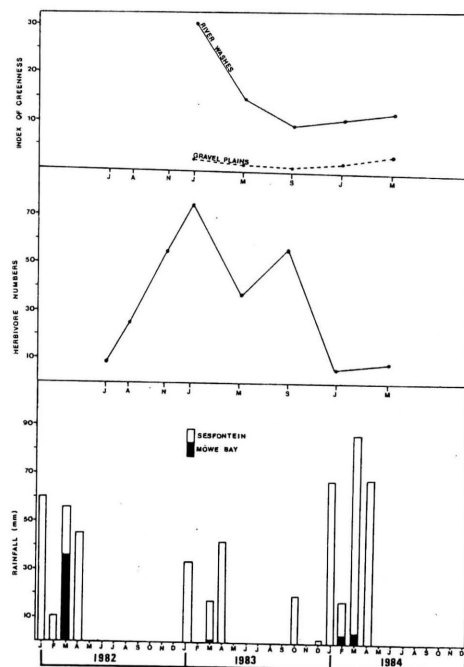 INDEX OF GREENNESS
30
20
10
RIVER WASHES
GRAVEL PLAINS
J A N J M S J M
HERBIVORE NUMBERS
70
50
30
10
J A N J M S J M
RAINFALL (mm)
90
70
50
30
10
SESFONTEIN
MÖWE BAY
J F M A M J J A S O N D J F M A M J J A S O N D J F M A M J J A S O N D
1982 1983 1984